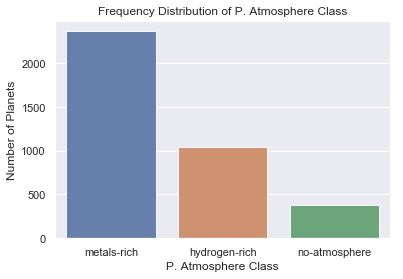 Frequency Distribution of P. Atmosphere Class
Number of Planets
2000
1500
1000
500
0
metals-rich hydrogen-rich no-atmosphere
P. Atmosphere Class